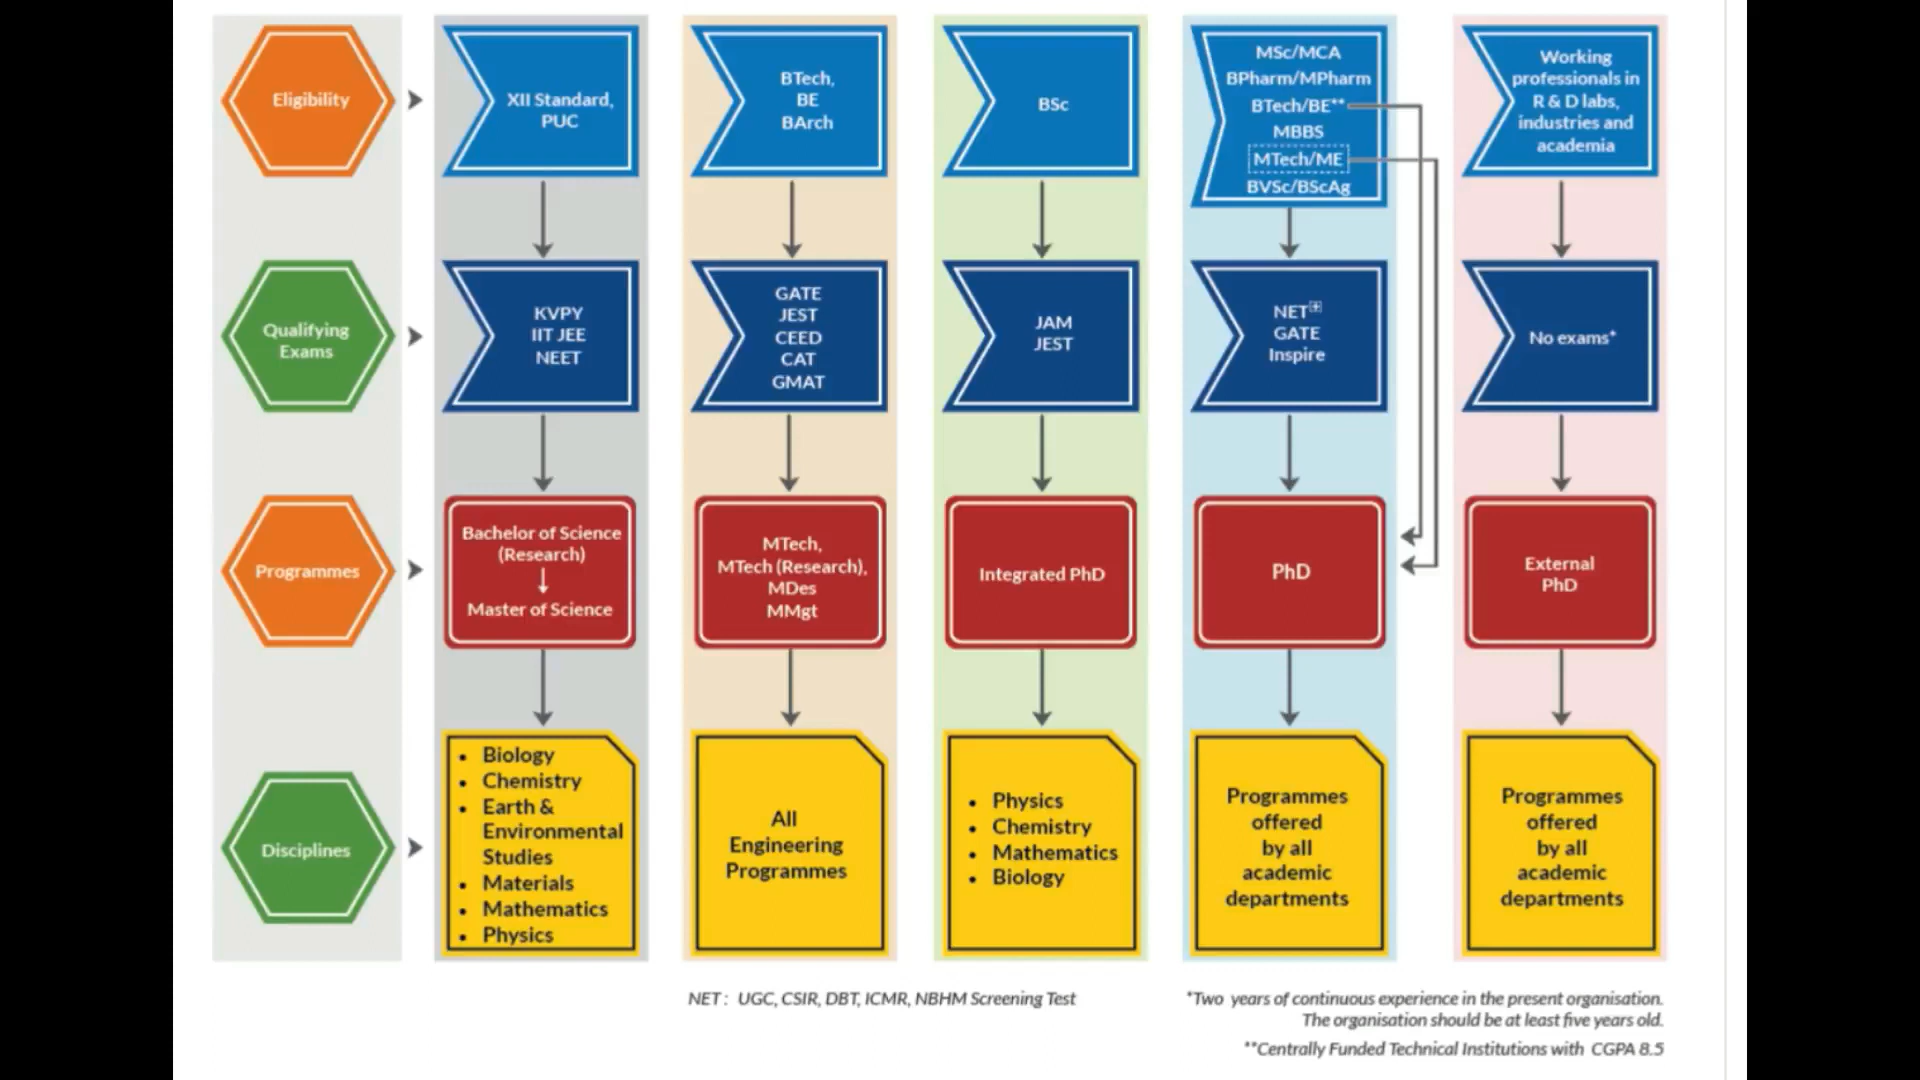 Eligibility
XII Standard,
PUC
BTech,
BE
BArch
BSc
MSc/MCA
BPharm/MPharm
BTech/BE**
MBBS
MTech/ME
BVSc/BScAg
Working
professionals in
R & D labs,
industries and
academia
Qualifying
Exams
KVPY
IIT JEE
NEET
GATE
JEST
CEED
CAT
GMAT
JAM
JEST
NET
GATE
Inspire
No exams*
Programmes
Bachelor of Science
(Research)
Master of Science
MTech,
MTech (Research),
MDes
MMgt
Integrated PhD
PhD
External
PhD
Disciplines
• Biology
• Chemistry
• Earth &
Environmental
Studies
• Materials
• Mathematics
• Physics
All
Engineering
Programmes
• Physics
• Chemistry
• Mathematics
• Biology
Programmes
offered
by all
academic
departments
Programmes
offered
by all
academic
departments
NET : UGC, CSIR, DBT, ICMR, NBHM Screening Test
*Two years of continuous experience in the present organisation.
The organisation should be at least five years old.
**Centrally Funded Technical Institutions with CGPA 8.5